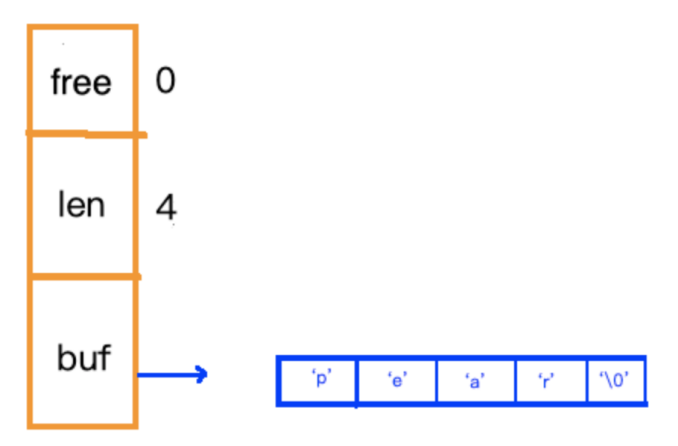 free 0
len 4
buf
‘p’ ‘e’ ‘a’ ‘r’ ‘\0’